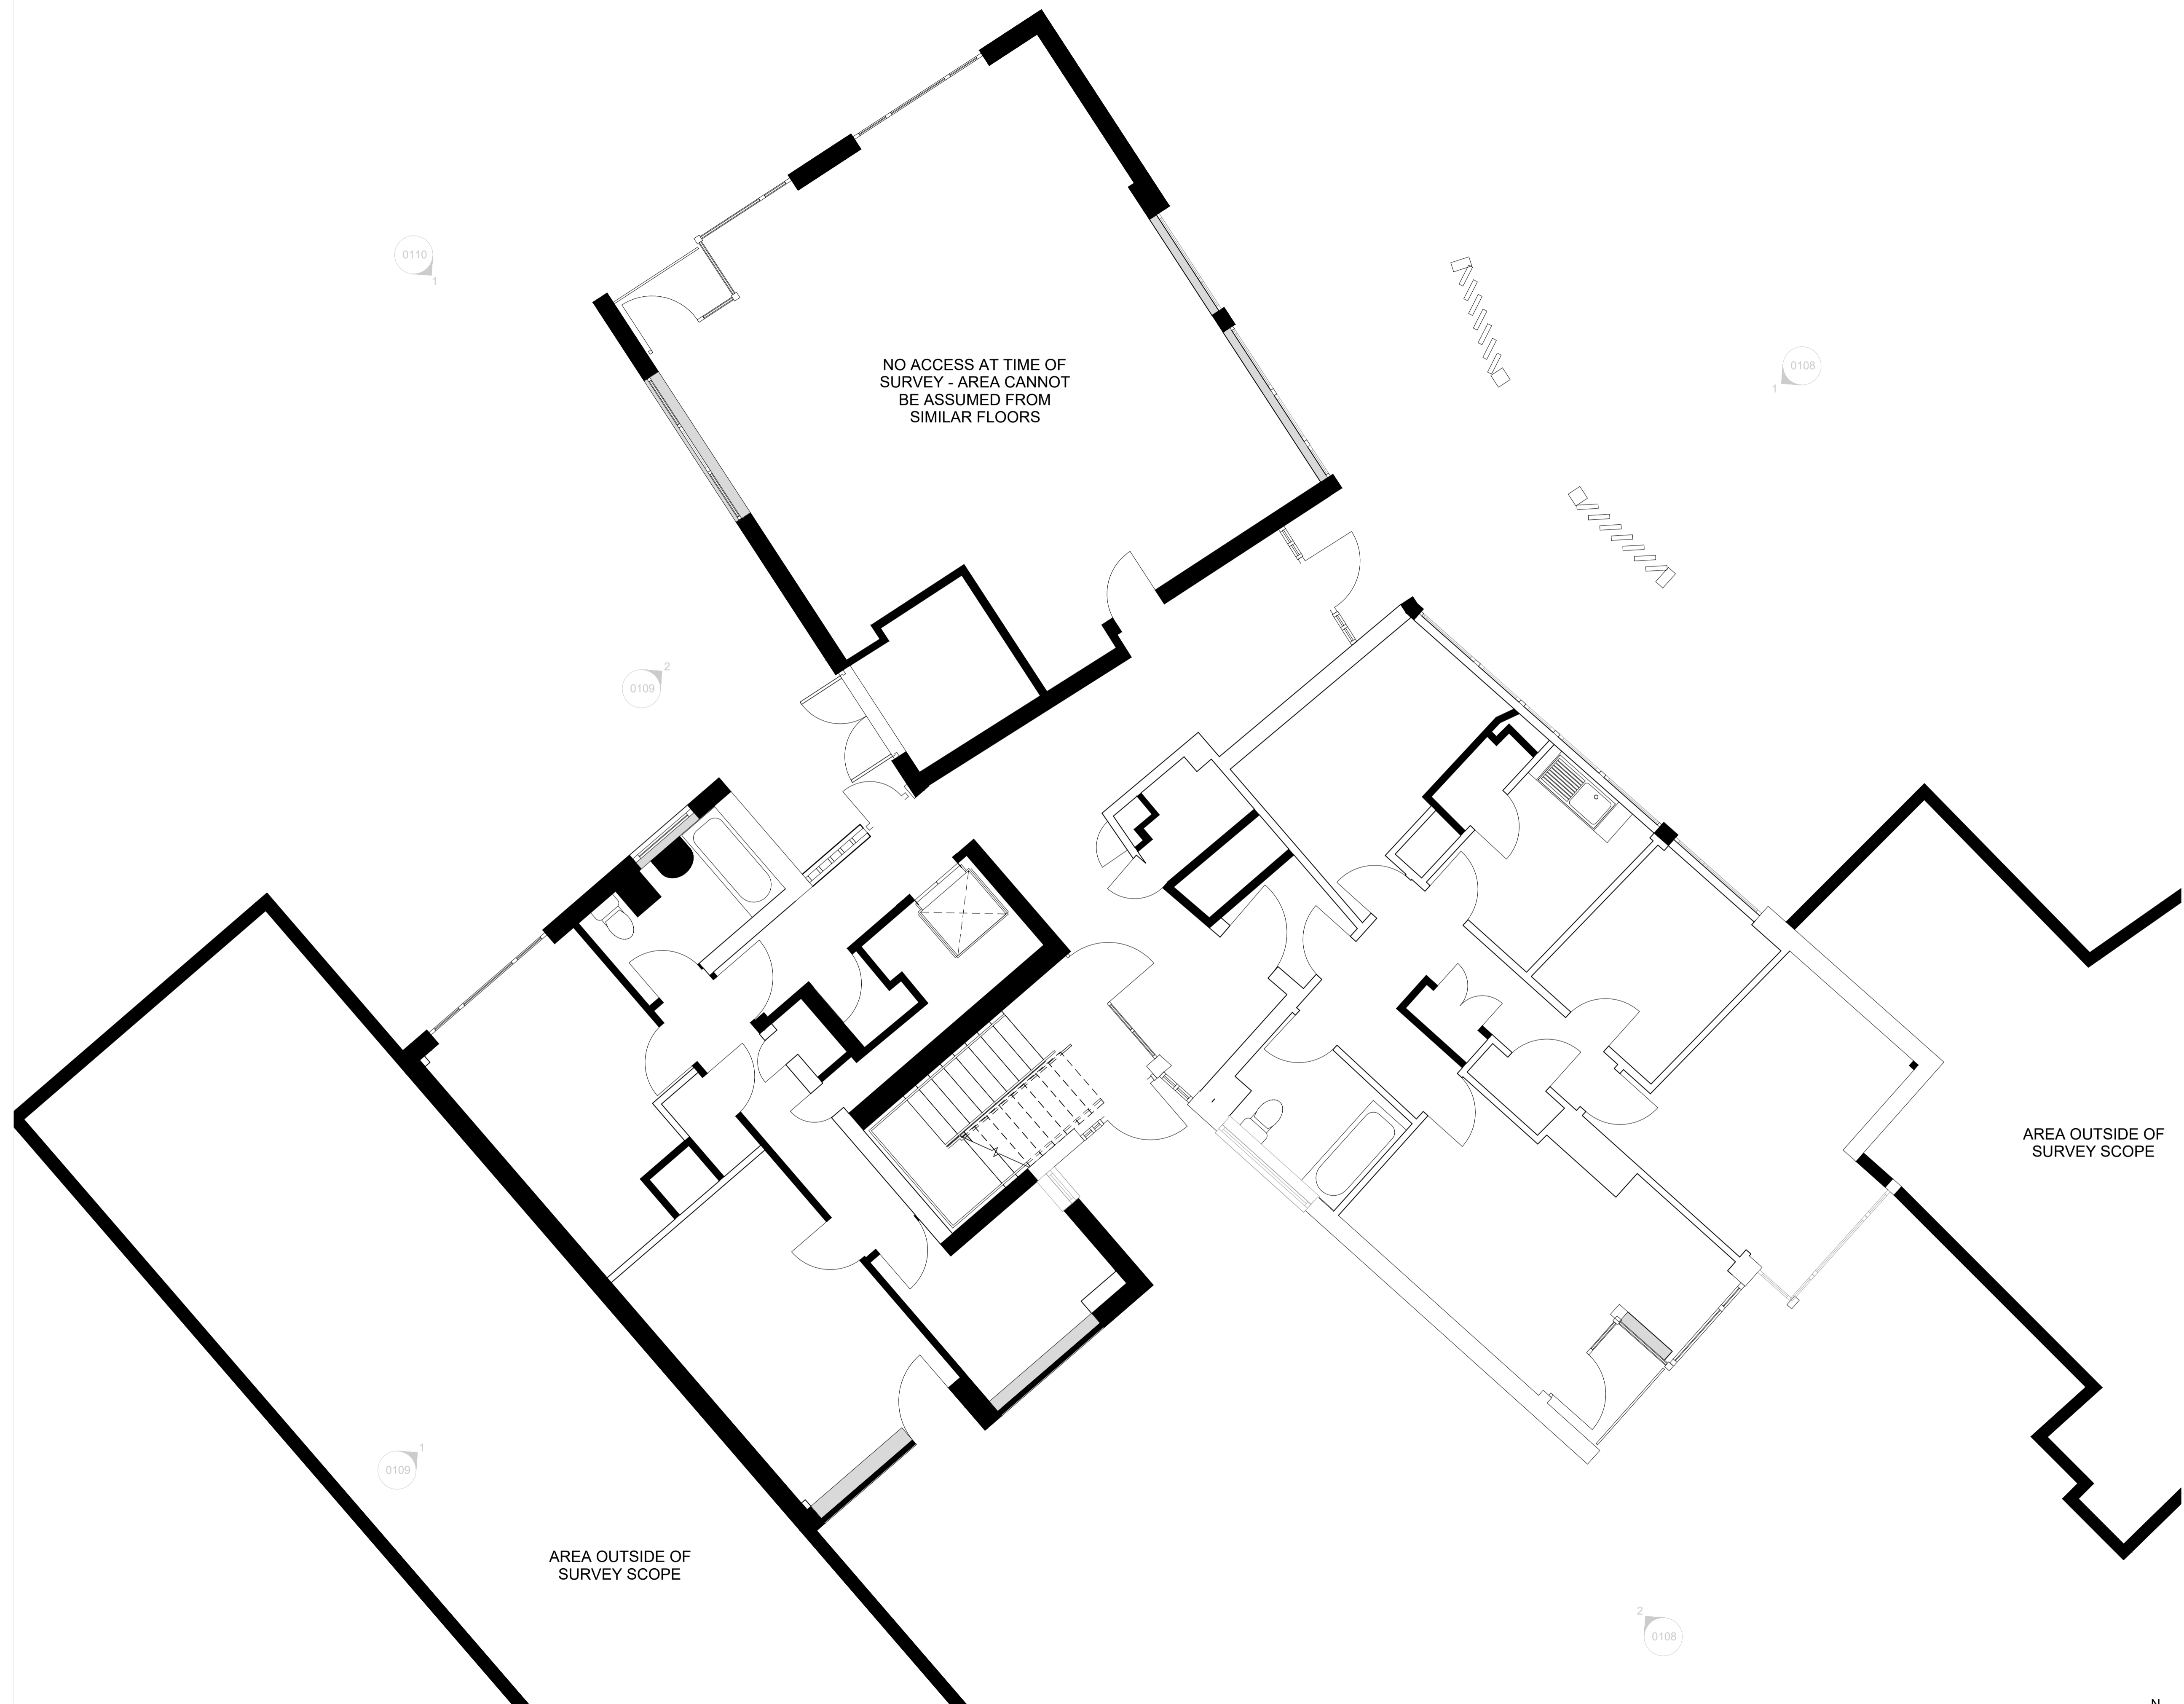 0110
1
NO ACCESS AT TIME OF
SURVEY - AREA CANNOT
BE ASSUMED FROM
SIMILAR FLOORS
0108
1
2
0109
AREA OUTSIDE OF
SURVEY SCOPE
1
0109
AREA OUTSIDE OF
SURVEY SCOPE
2
0108
N